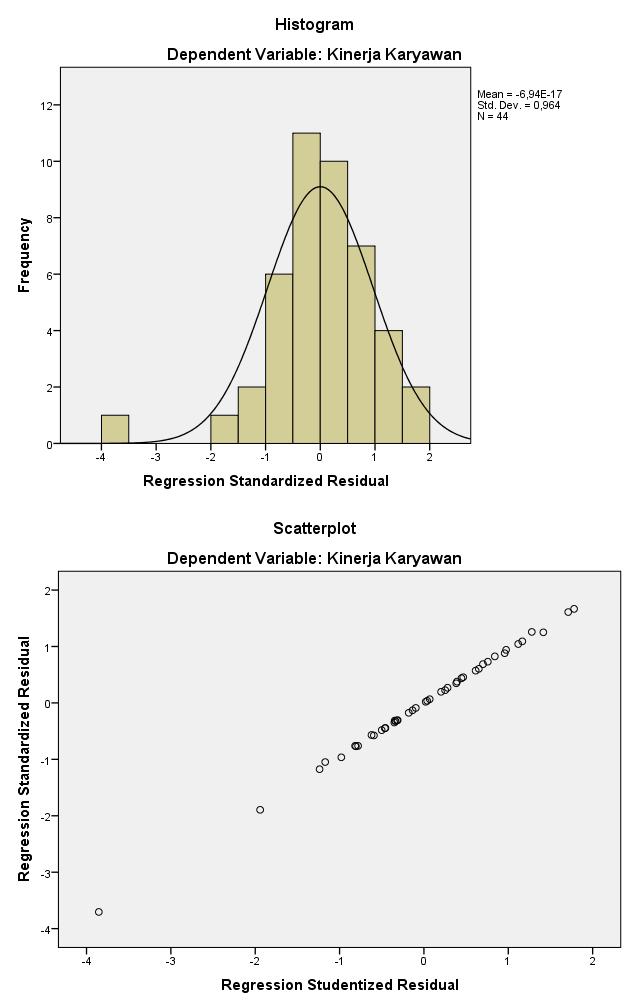 Histogram
Dependent Variable: Kinerja Karyawan
Mean = -6,94E-17
Std. Dev. = 0,964
N = 44
Frequency
12
10
8
6
4
2
0
-4 -3 -2 -1 0 1 2
Regression Standardized Residual
Scatterplot
Dependent Variable: Kinerja Karyawan
Regression Standardized Residual
2
1
0
-1
-2
-3
-4
-4 -3 -2 -1 0 1 2
Regression Studentized Residual